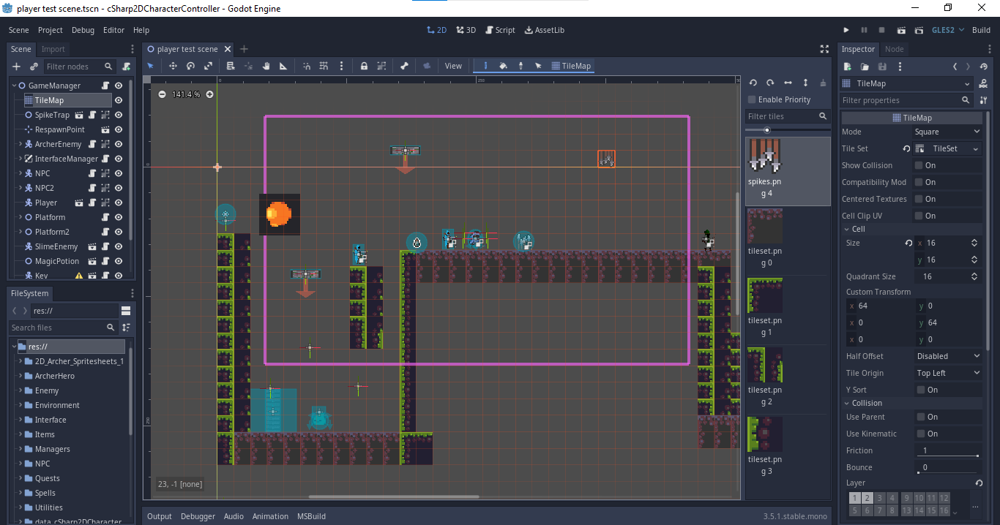 player test scene.tscn - cSharp2DCharacterController - Godot Engine
Scene Project Debug Editor Help
2D 3D Script AssetLib
GLES2 Build
Scene Import
Filter nodes
GameManager
TileMap
SpikeTrap
RespawnPoint
ArcherEnemy
InterfaceManager
NPC
NPC2
Player
Platform
Platform2
SlimeEnemy
MagicPotion
Key
FileSystem
res://
Search files
res://
2D_Archer_Spritesheets_1
ArcherHero
Enemy
Environment
Interface
Items
Managers
NPC
Quests
Spells
Utilities
data_cSharp2DCharacter
player test scene
View TileMap
0 250 50
0
250
141.4 %
23, -1 [none]
Enable Priority
Filter tiles
spikes.pn
g 4
tileset.pn
g 0
tileset.pn
g 1
tileset.pn
g 2
tileset.pn
g 3
Output Debugger Audio Animation MSBuild
3.5.1.stable.mono
Inspector Node
TileMap
Filter properties
TileMap
Mode Square
Tile Set TileSet
Show Collision On
Compatibility Mod On
Centered Textures On
Cell Clip UV On
Cell
Size x 16
y 16
Quadrant Size 16
Custom Transform
x 64 y 0
x 0 y 64
x 0 y 0
Half Offset Disabled
Tile Origin Top Left
Y Sort On
Collision
Use Parent On
Use Kinematic On
Friction 1
Bounce 0
Layer
1 2 3 4 9 10 11 12
5 6 7 8 13 14 15 16